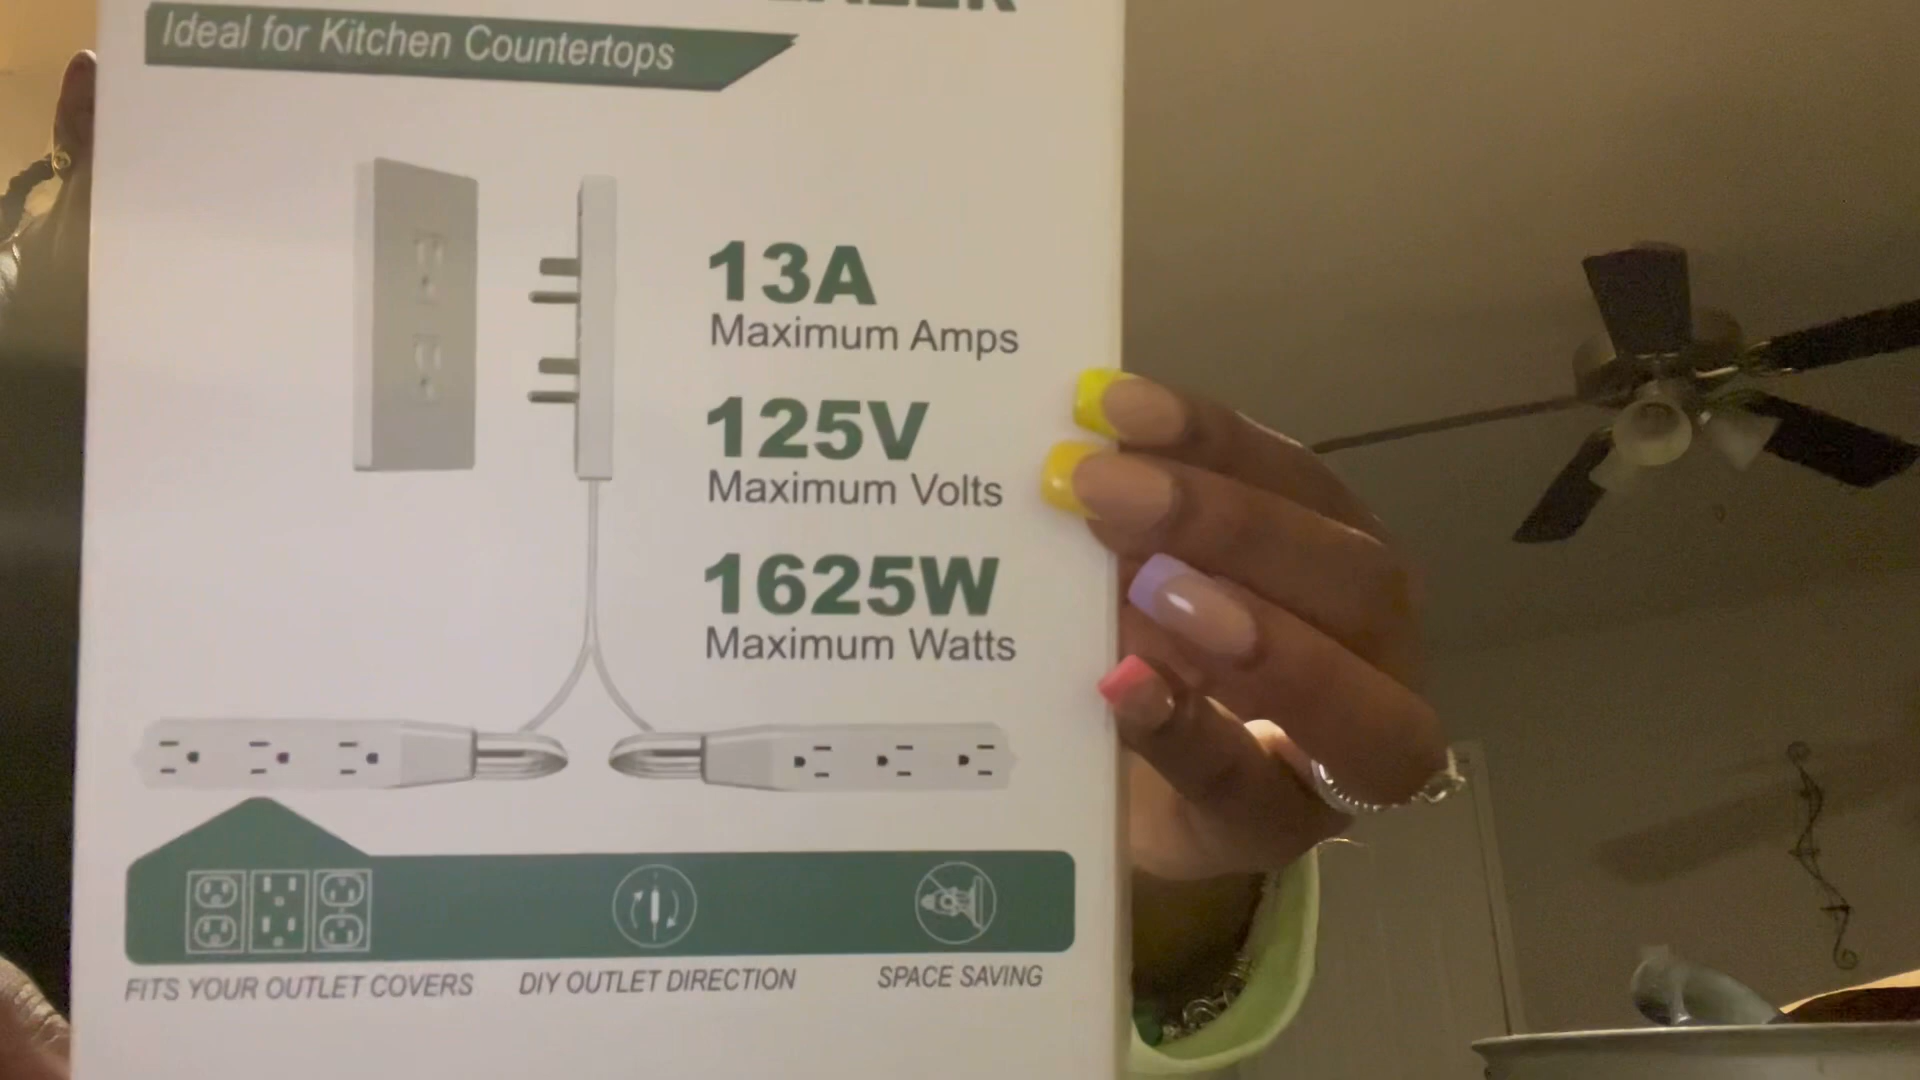 Ideal for Kitchen Countertops
13A
Maximum Amps
125V
Maximum Volts
1625W
Maximum Watts
FITS YOUR OUTLET COVERS
DIY OUTLET DIRECTION
SPACE SAVING